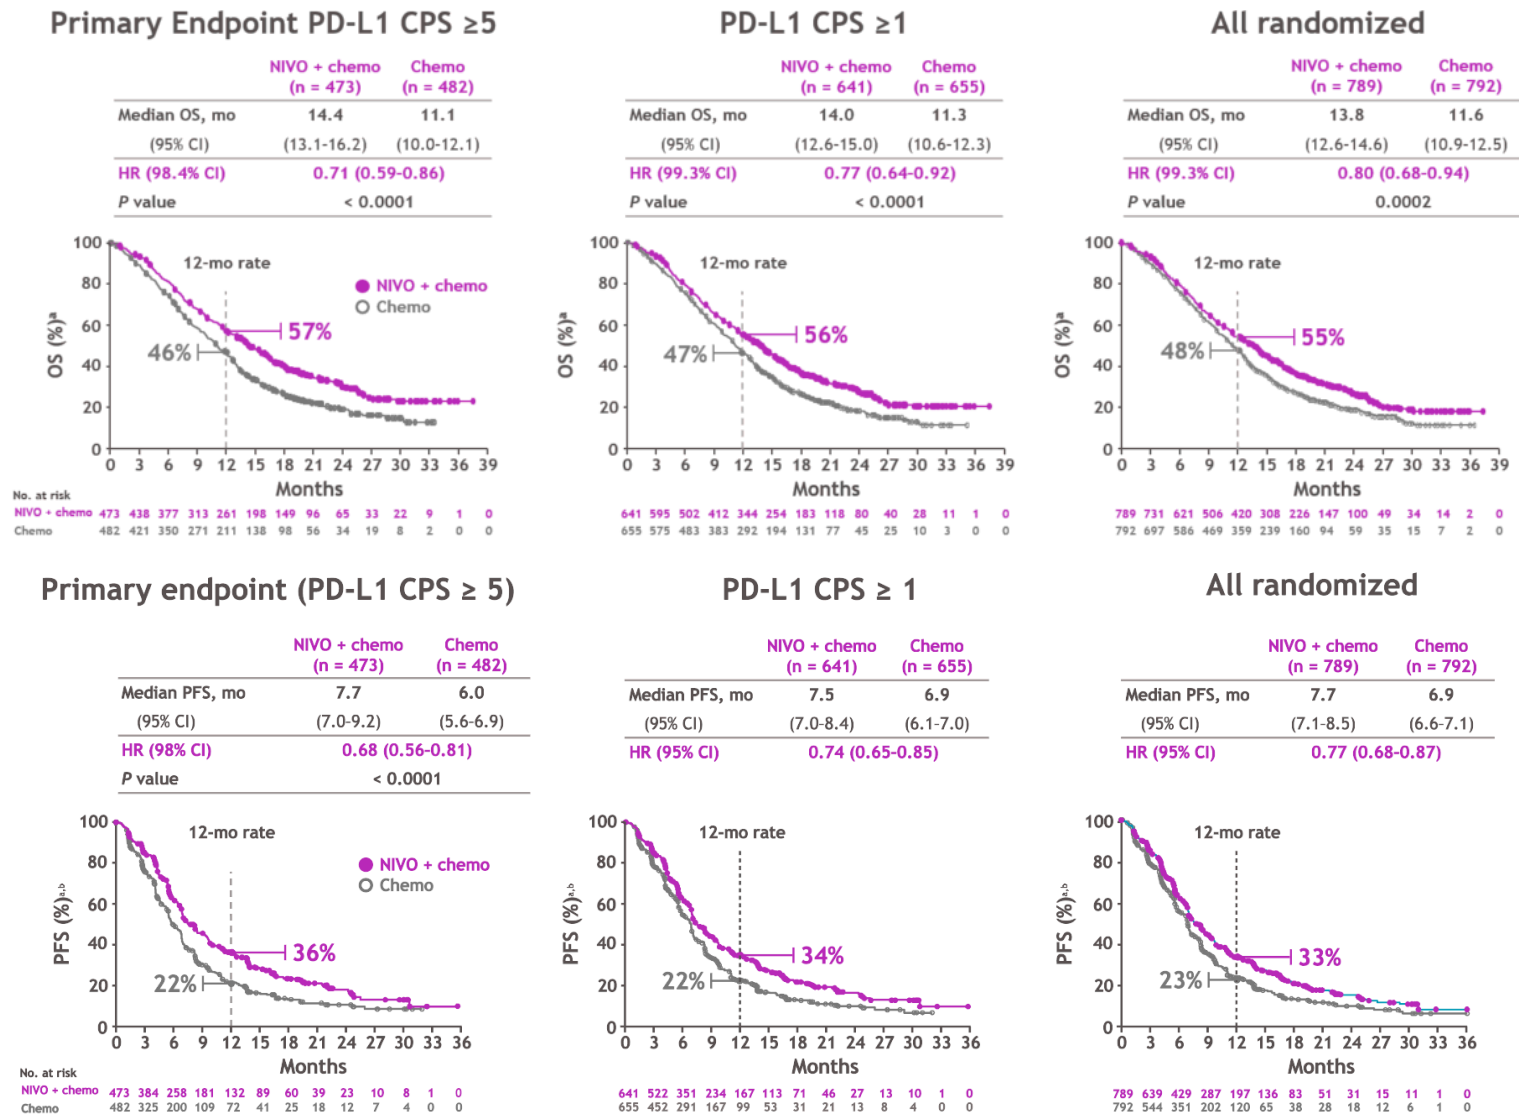 Primary Endpoint PD-L1 CPS ≥5
NIVO + chemo Chemo
(n = 473) (n = 482)
Median OS, mo 14.4 11.1
(95% CI) (13.1-16.2) (10.0-12.1)
HR (98.4% CI) 0.71 (0.59-0.86)
P value < 0.0001
OS (%)ᵃ
100
80
60
40
20
0
12-mo rate
NIVO + chemo
Chemo
57%
46%
0 3 6 9 12 15 18 21 24 27 30 33 36 39
Months
No. at risk
NIVO + chemo 473 438 377 313 261 198 149 96 65 33 22 9 1 0
Chemo 482 421 350 271 211 138 98 56 34 19 8 2 0 0
PD-L1 CPS ≥1
NIVO + chemo Chemo
(n = 641) (n = 655)
Median OS, mo 14.0 11.3
(95% CI) (12.6-15.0) (10.6-12.3)
HR (99.3% CI) 0.77 (0.64-0.92)
P value < 0.0001
OS (%)ᵃ
100
80
60
40
20
0
12-mo rate
56%
47%
0 3 6 9 12 15 18 21 24 27 30 33 36 39
Months
641 595 502 412 344 254 183 118 80 40 28 11 1 0
655 575 483 383 292 194 131 77 45 25 10 3 0 0
All randomized
NIVO + chemo Chemo
(n = 789) (n = 792)
Median OS, mo 13.8 11.6
(95% CI) (12.6-14.6) (10.9-12.5)
HR (99.3% CI) 0.80 (0.68-0.94)
P value 0.0002
OS (%)ᵃ
100
80
60
40
20
0
12-mo rate
55%
48%
0 3 6 9 12 15 18 21 24 27 30 33 36 39
Months
789 731 621 506 420 308 226 147 100 49 34 14 2 0
792 697 586 469 359 239 160 94 59 35 15 7 2 0
Primary endpoint (PD-L1 CPS ≥ 5)
NIVO + chemo Chemo
(n = 473) (n = 482)
Median PFS, mo 7.7 6.0
(95% CI) (7.0-9.2) (5.6-6.9)
HR (98% CI) 0.68 (0.56-0.81)
P value < 0.0001
PFS (%)ᵃ,ᵇ
100
80
60
40
20
0
12-mo rate
NIVO + chemo
Chemo
36%
22%
0 3 6 9 12 15 18 21 24 27 30 33 36
Months
No. at risk
NIVO + chemo 473 384 258 181 132 89 60 39 23 10 8 1 0
Chemo 482 325 200 109 72 41 25 18 12 7 4 0 0
PD-L1 CPS ≥ 1
NIVO + chemo Chemo
(n = 641) (n = 655)
Median PFS, mo 7.5 6.9
(95% CI) (7.0-8.4) (6.1-7.0)
HR (95% CI) 0.74 (0.65-0.85)
PFS (%)ᵃ,ᵇ
100
80
60
40
20
0
12-mo rate
34%
22%
0 3 6 9 12 15 18 21 24 27 30 33 36
Months
641 522 351 234 167 113 71 46 27 13 10 1 0
655 452 291 167 99 53 31 21 13 8 4 0 0
All randomized
NIVO + chemo Chemo
(n = 789) (n = 792)
Median PFS, mo 7.7 6.9
(95% CI) (7.1-8.5) (6.6-7.1)
HR (95% CI) 0.77 (0.68-0.87)
PFS (%)ᵃ,ᵇ
100
80
60
40
20
0
12-mo rate
33%
23%
0 3 6 9 12 15 18 21 24 27 30 33 36
Months
789 639 429 287 197 136 83 51 31 15 11 1 0
792 544 351 202 120 65 38 28 18 12 6 1 0